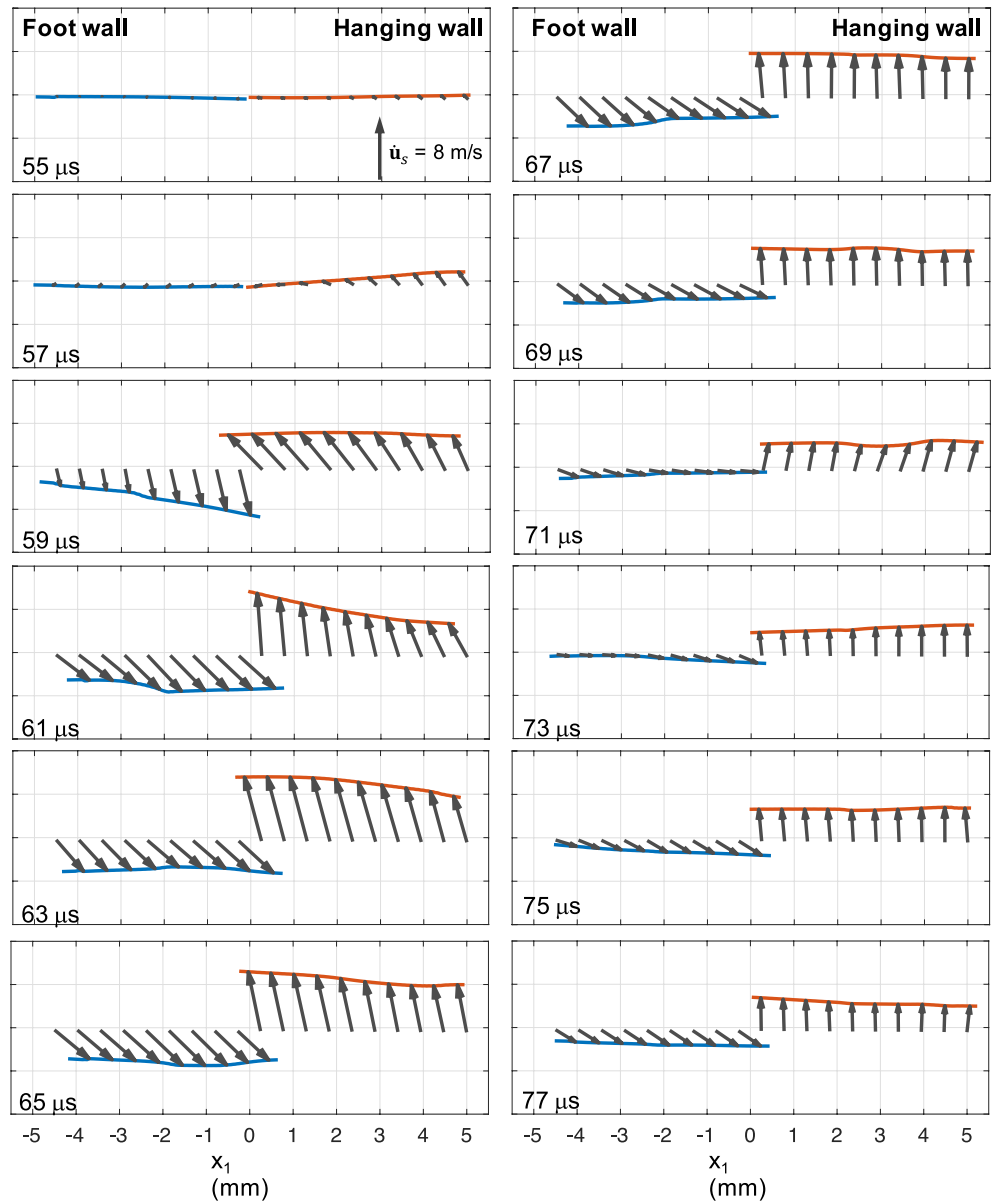 Foot wall Hanging wall
u̇ₛ = 8 m/s
55 μs
57 μs
59 μs
61 μs
63 μs
65 μs
-5 -4 -3 -2 -1 0 1 2 3 4 5
x₁
(mm)
Foot wall Hanging wall
67 μs
69 μs
71 μs
73 μs
75 μs
77 μs
-5 -4 -3 -2 -1 0 1 2 3 4 5
x₁
(mm)